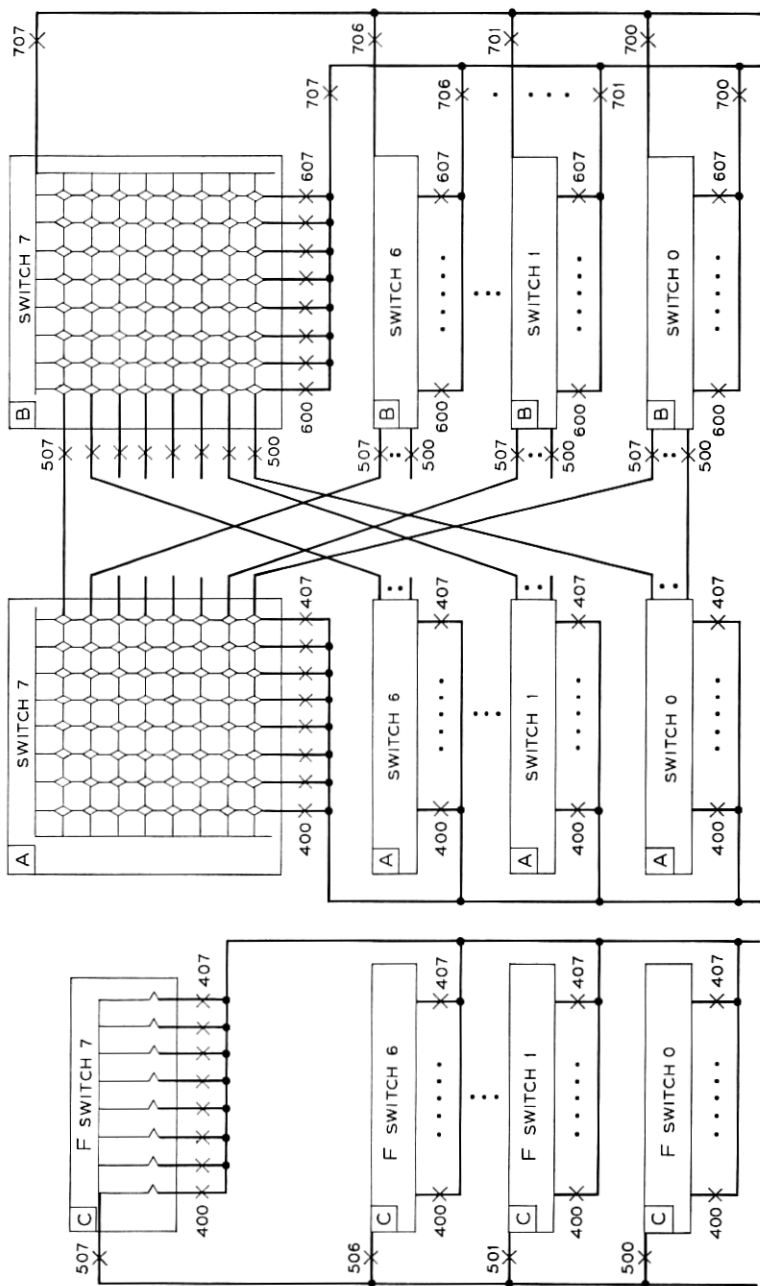 A SWITCH 7
B SWITCH 7
707
507
507
C F SWITCH 7
400 407
500
400 407
600 607
707
C F SWITCH 6
A SWITCH 6
B SWITCH 6
706
506
507
500
400 407
400 407
600 607
706
C F SWITCH 1
A SWITCH 1
B SWITCH 1
701
501
507
500
400 407
400 407
600 607
701
C F SWITCH 0
A SWITCH 0
B SWITCH 0
700
500
507
500
400 407
400 407
600 607
700